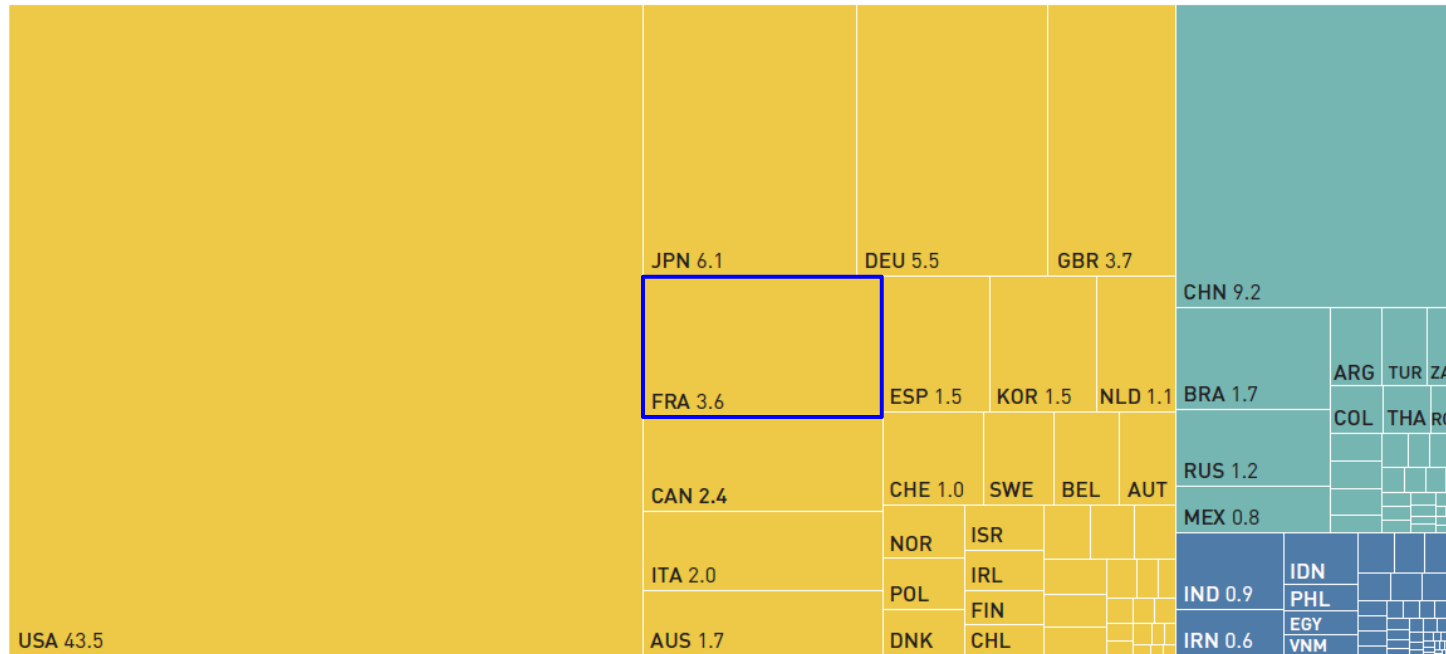 JPN 6.1
DEU 5.5
GBR 3.7
CHN 9.2
FRA 3.6
ESP 1.5
KOR 1.5
NLD 1.1
BRA 1.7
ARG
TUR
ZA
COL
THA
CAN 2.4
CHE 1.0
SWE
BEL
AUT
RUS 1.2
MEX 0.8
NOR
ISR
ITA 2.0
IRL
POL
FIN
IND 0.9
IDN
PHL
EGY
USA 43.5
AUS 1.7
DNK
CHL
IRN 0.6
VNM